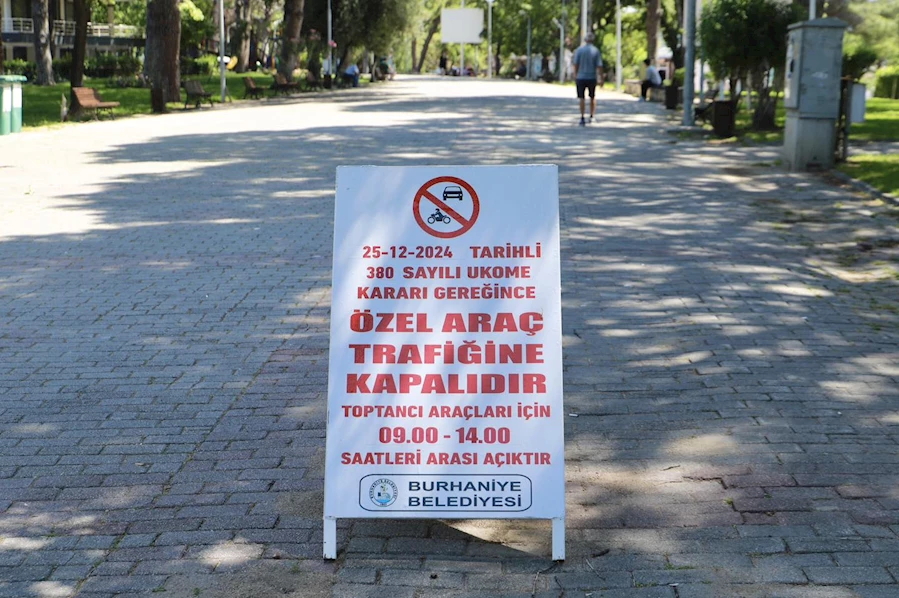 25-12-2024 TARİHLİ
380 SAYILI UKOME
KARARI GEREĞİNCE
ÖZEL ARAÇ
TRAFİĞİNE
KAPALIDIR
TOPTANCI ARAÇLARI İÇİN
09.00 - 14.00
SAATLERİ ARASI AÇIKTIR
BURHANİYE
BELEDİYESİ